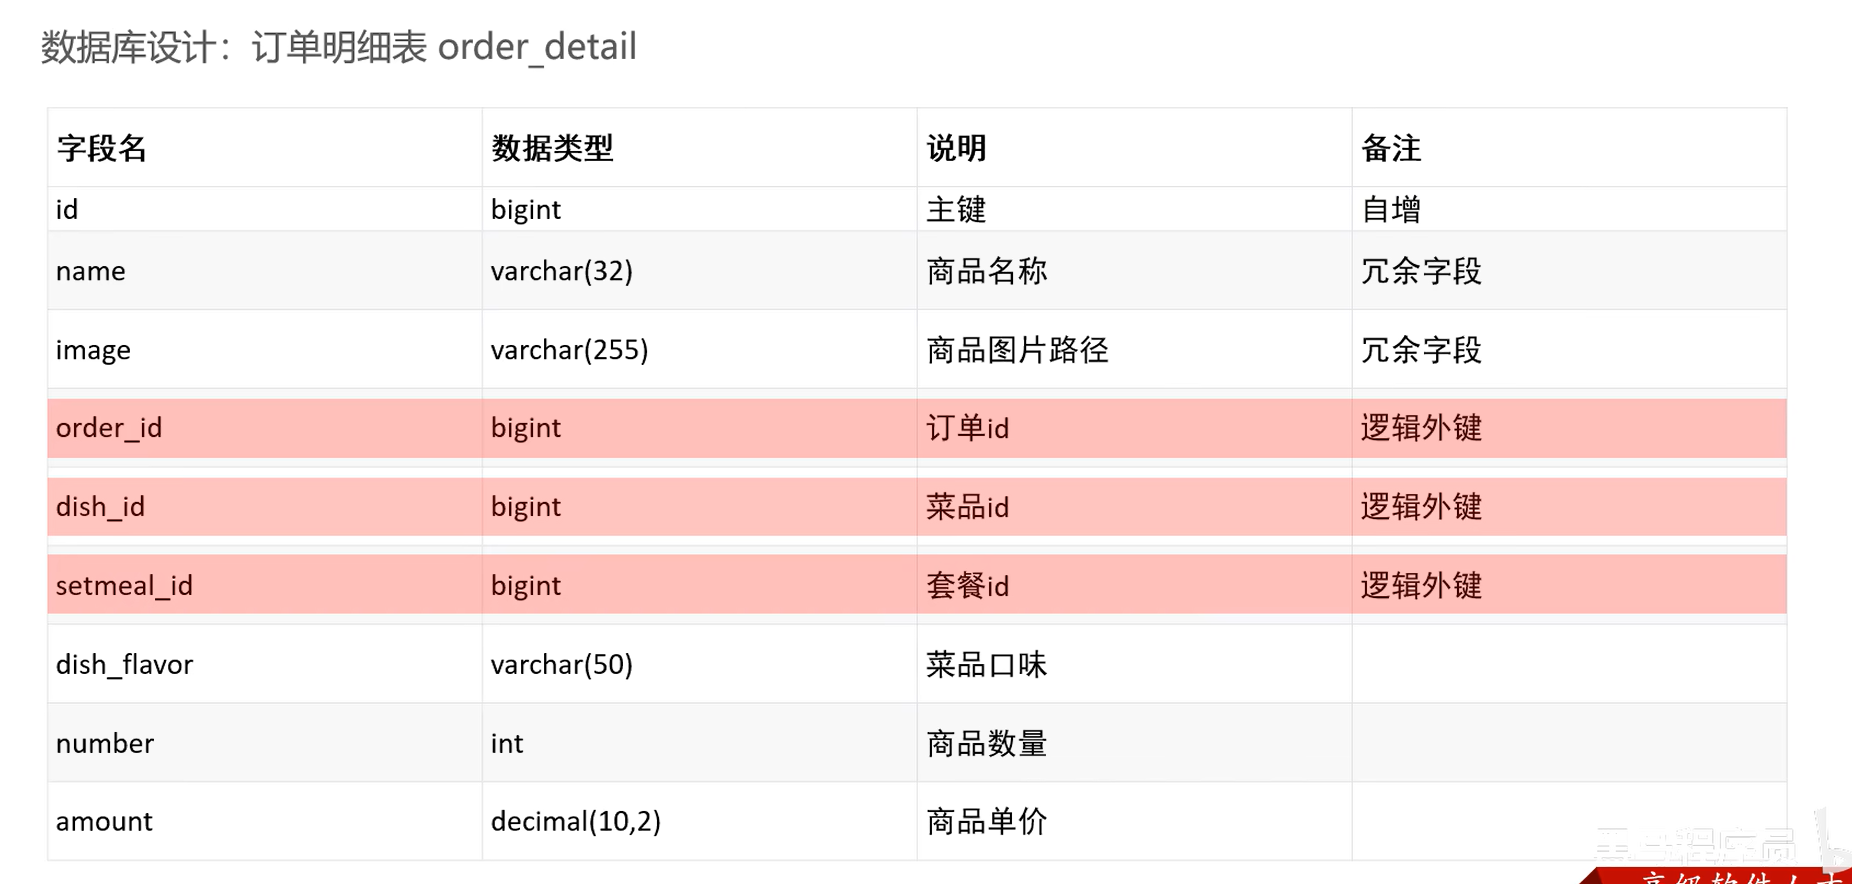 数据库设计：订单明细表 order_detail
字段名 数据类型 说明 备注
id bigint 主键 自增
name varchar(32) 商品名称 冗余字段
image varchar(255) 商品图片路径 冗余字段
order_id bigint 订单id 逻辑外键
dish_id bigint 菜品id 逻辑外键
setmeal_id bigint 套餐id 逻辑外键
dish_flavor varchar(50) 菜品口味
number int 商品数量
amount decimal(10,2) 商品单价
程序员